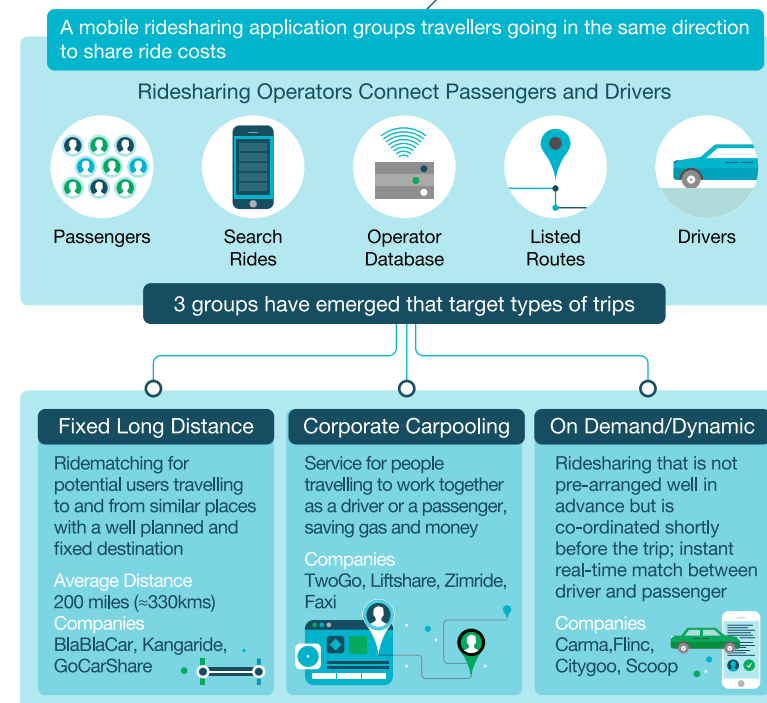 A mobile ridesharing application groups travellers going in the same direction
to share ride costs
Ridesharing Operators Connect Passengers and Drivers
Passengers
Search
Rides
Operator
Database
Listed
Routes
Drivers
3 groups have emerged that target types of trips
Fixed Long Distance
Ridematching for
potential users travelling
to and from similar places
with a well planned and
fixed destination
Average Distance
200 miles (≈330kms)
Companies
BlaBlaCar, Kangaride,
GoCarShare
Corporate Carpooling
Service for people
travelling to work together
as a driver or a passenger,
saving gas and money
Companies
TwoGo, Liftshare, Zimride,
Faxi
On Demand/Dynamic
Ridesharing that is not
pre-arranged well in
advance but is
co-ordinated shortly
before the trip; instant
real-time match between
driver and passenger
Companies
Carma,Flinc,
Citygoo, Scoop